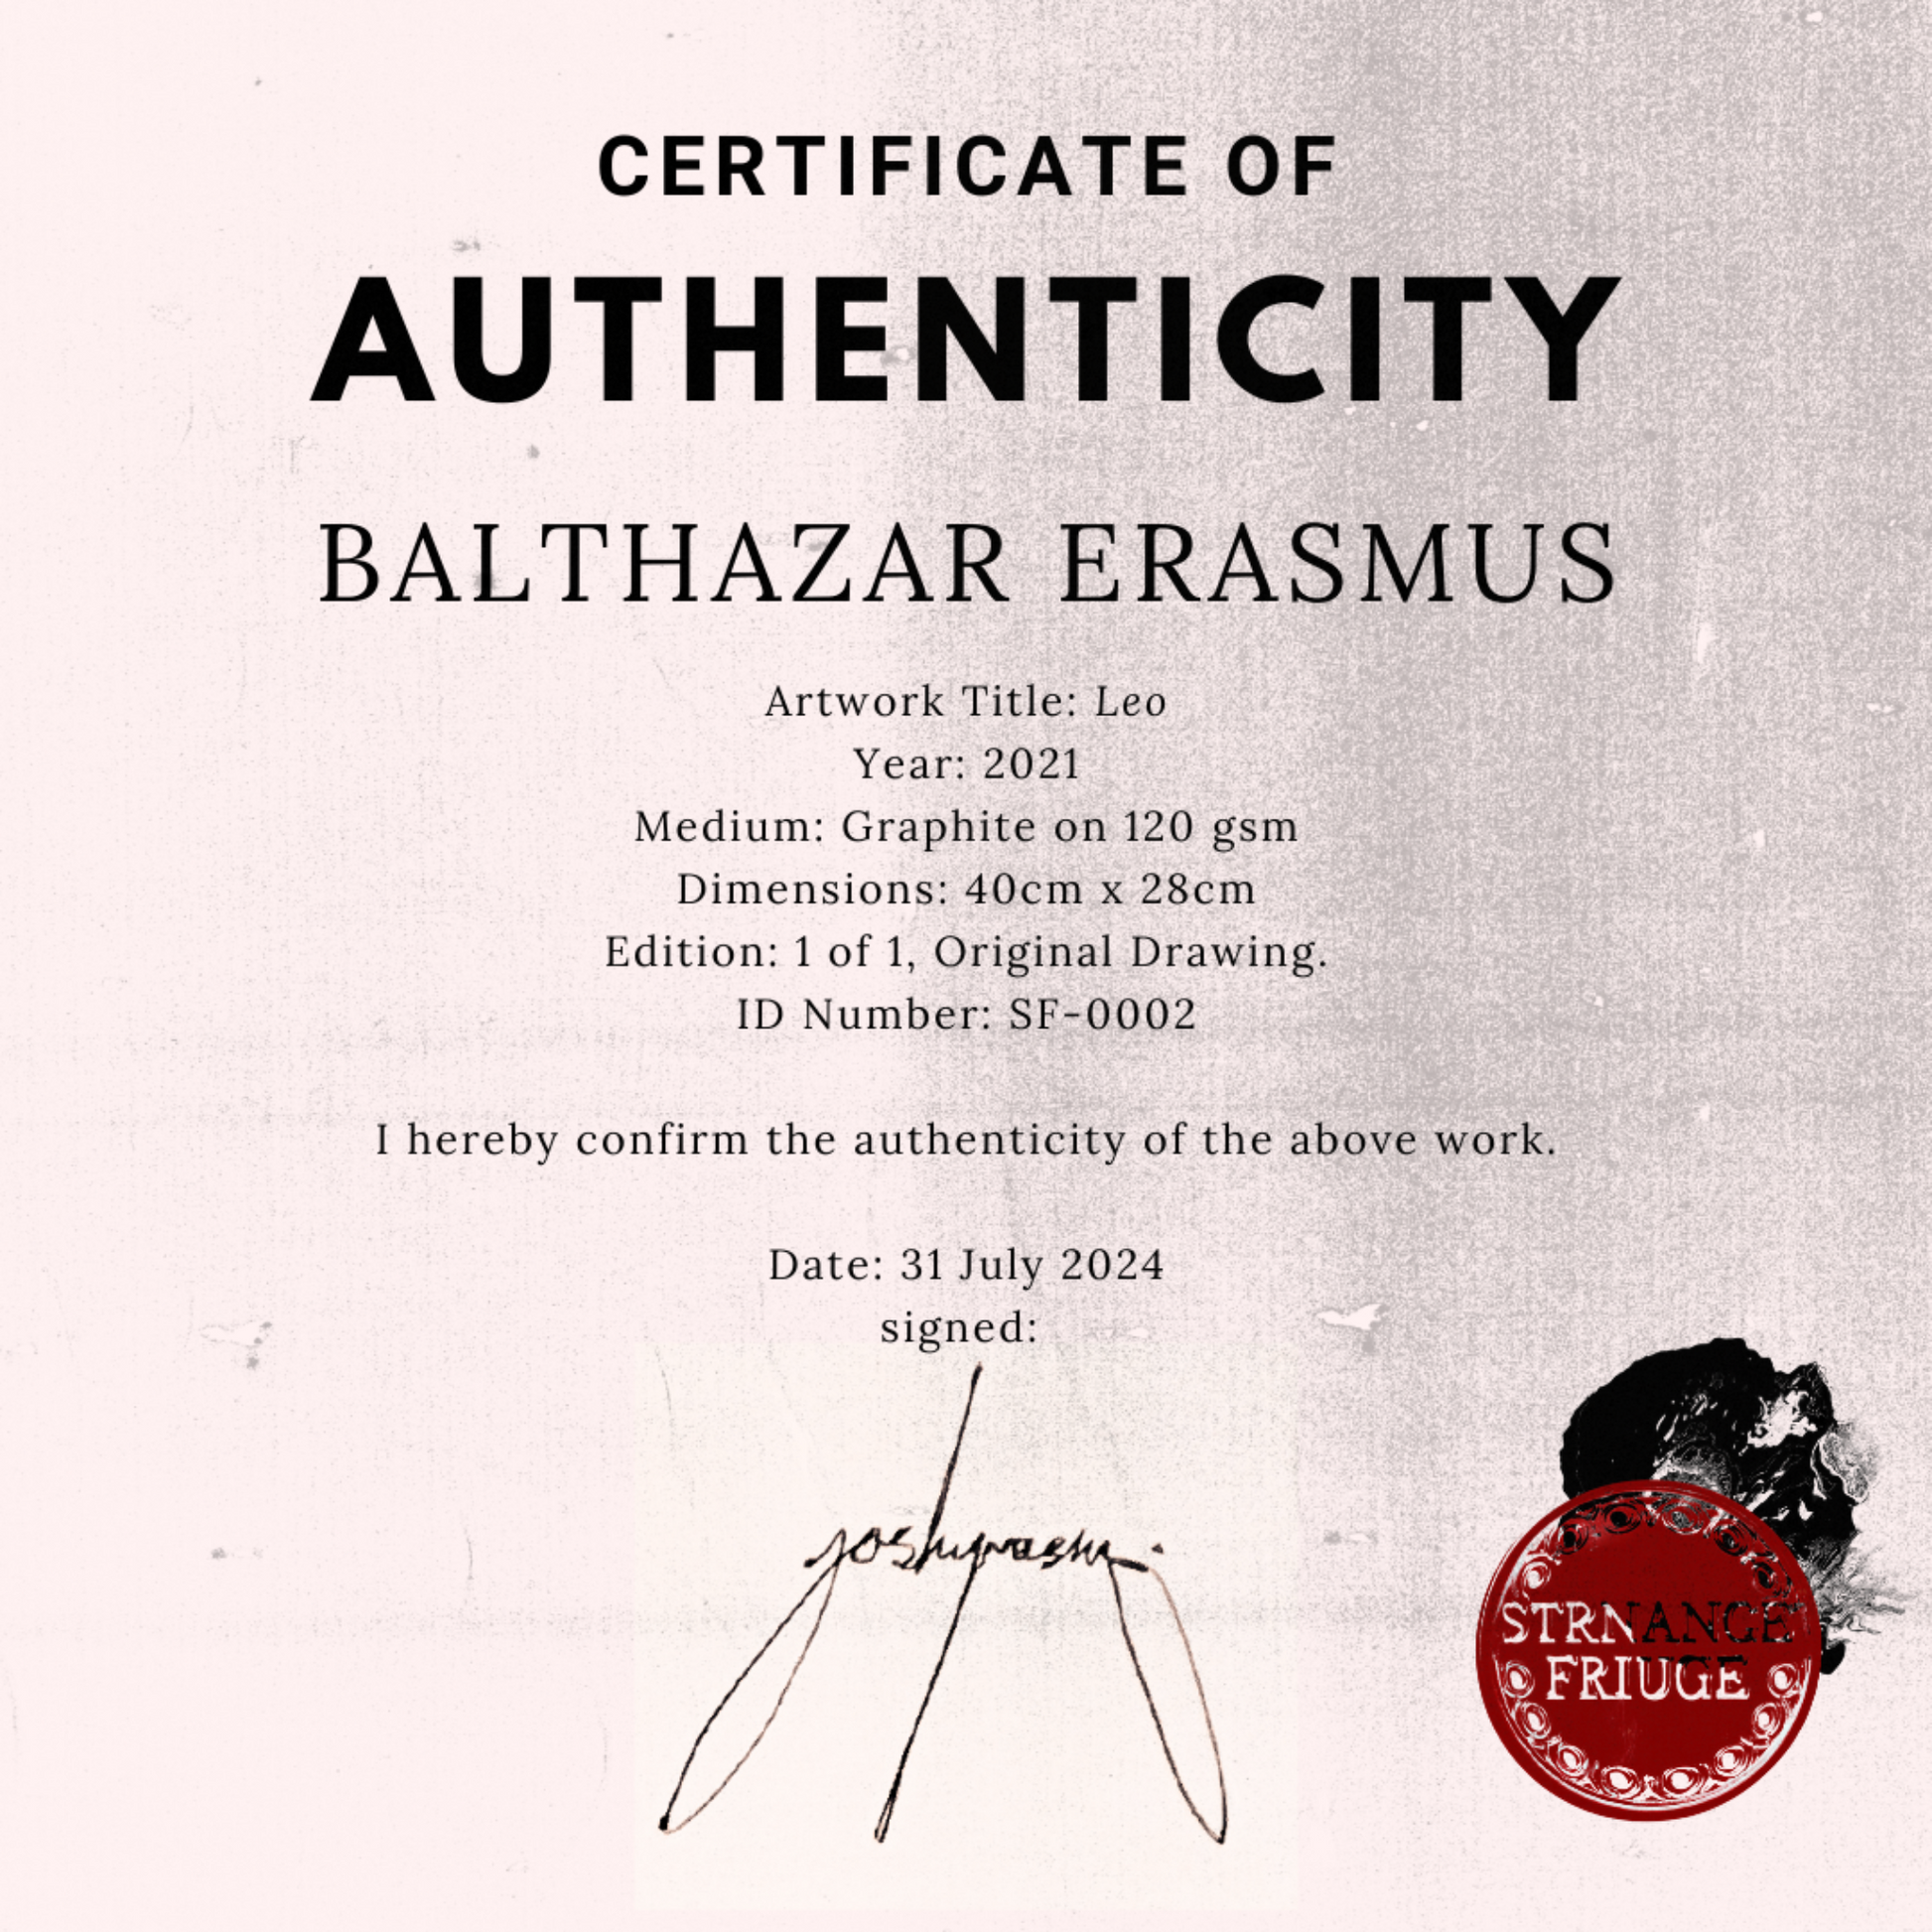 CERTIFICATE OF
AUTHENTICITY
BALTHAZAR ERASMUS
Artwork Title: Leo
Year: 2021
Medium: Graphite on 120 gsm
Dimensions: 40cm x 28cm
Edition: 1 of 1, Original Drawing.
ID Number: SF-0002
I hereby confirm the authenticity of the above work.
Date: 31 July 2024
signed:
STRNANGE
FRIUGE